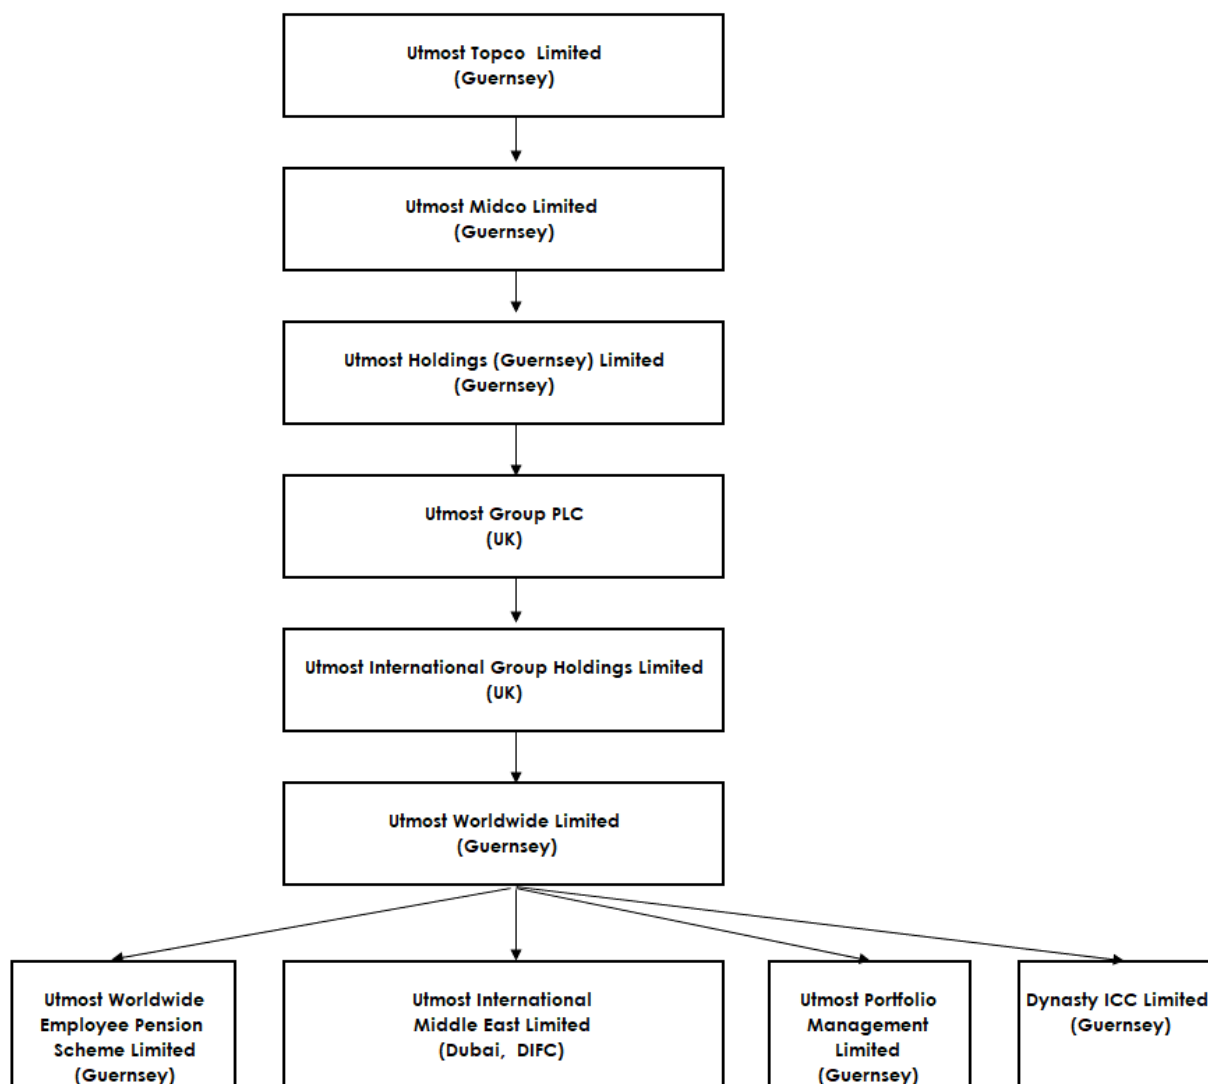 Utmost Topco  Limited
(Guernsey)
Utmost Midco Limited
(Guernsey)
Utmost Holdings (Guernsey) Limited
(Guernsey)
Utmost Group PLC
(UK)
Utmost International Group Holdings Limited
(UK)
Utmost Worldwide Limited
(Guernsey)
Utmost Worldwide
Employee Pension
Scheme Limited
(Guernsey)
Utmost International
Middle East Limited
(Dubai,  DIFC)
Utmost Portfolio
Management
Limited
(Guernsey)
Dynasty ICC Limited
(Guernsey)